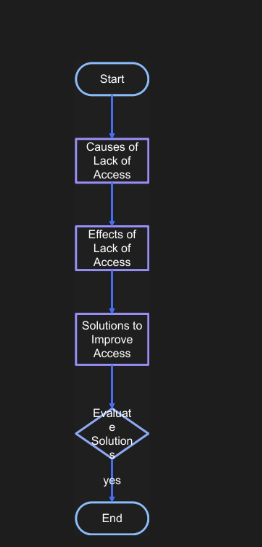 Start
Causes of
Lack of
Access
Effects of
Lack of
Access
Solutions to
Improve
Access
Evaluat
e
Solution
s
yes
End